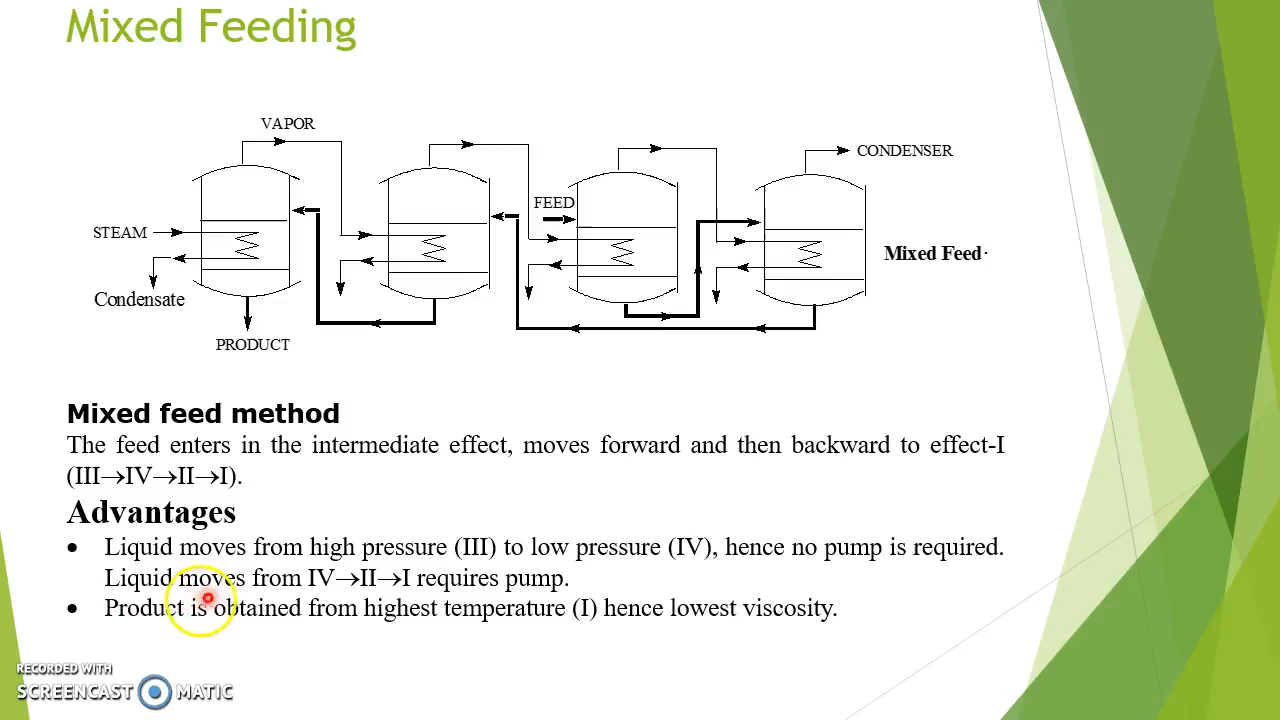 Mixed Feeding
VAPOR
CONDENSER
FEED
STEAM
Mixed Feed
Condensate
PRODUCT
Mixed feed method
The feed enters in the intermediate effect, moves forward and then backward to effect-I
(III→IV→II→I).
Advantages
• Liquid moves from high pressure (III) to low pressure (IV), hence no pump is required.
Liquid moves from IV→II→I requires pump.
• Product is obtained from highest temperature (I) hence lowest viscosity.
RECORDED WITH
SCREENCAST MATIC